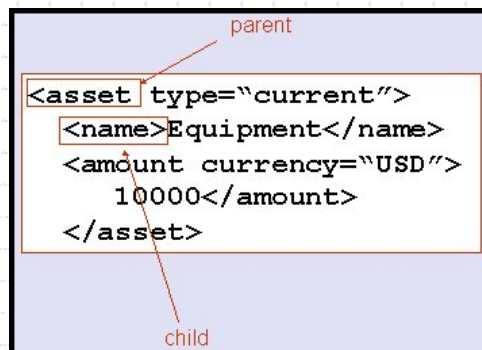 parent
<asset type=“current”>
<name>Equipment</name>
<amount currency=“USD”>
10000</amount>
</asset>
child